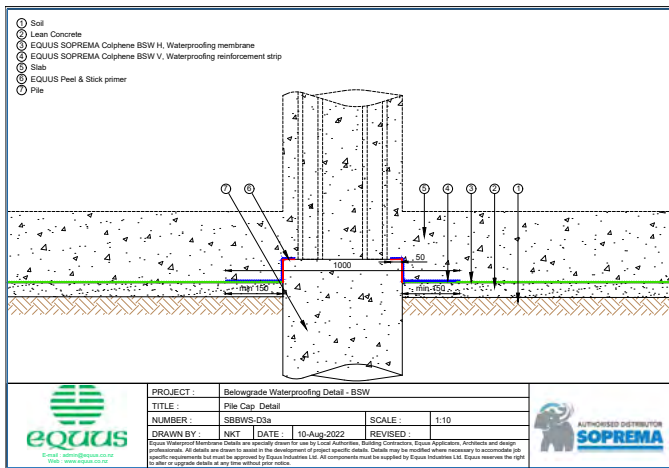 ① Soil
② Lean Concrete
③ EQUUS SOPREMA Colphene BSW H, Waterproofing membrane
④ EQUUS SOPREMA Colphene BSW V, Waterproofing reinforcement strip
⑤ Slab
⑥ EQUUS Peel & Stick primer
⑦ Pile
⑦ ⑥ ⑤ ④ ③ ② ①
50
1000
min 150 min 150
PROJECT : Belowgrade Waterproofing Detail - BSW
TITLE : Pile Cap Detail
NUMBER : SBBWS-D3a SCALE : 1:10
DRAWN BY : NKT DATE : 10-Aug-2022 REVISED :
Equus Waterproof Membrane Details are specially drawn for use by Local Authorities, Building Contractors, Equus Applicators, Architects and design
professionals. All details are drawn to assist in the development of project specific details. Details may be modified where necessary to accomodate job
specific requirements but must be approved by Equus Industries Ltd. All components must be supplied by Equus Industries Ltd. Equus reserves the right
to alter or upgrade details at any time without prior notice.
equus
E-mail : admin@equus.co.nz
Web : www.equus.co.nz
AUTHORISED DISTRIBUTOR
SOPREMA